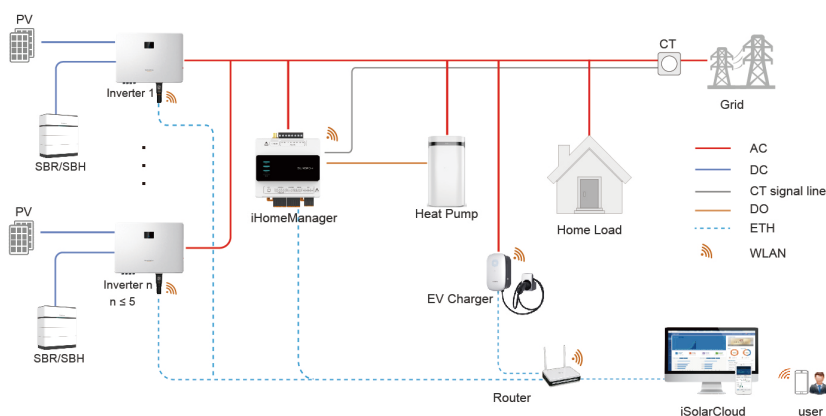 PV
CT
Inverter 1
Grid
SBR/SBH
AC
DC
CT signal line
DO
ETH
WLAN
iHomeManager
Heat Pump
Home Load
PV
Inverter n
n ≤ 5
EV Charger
SBR/SBH
Router
iSolarCloud
user